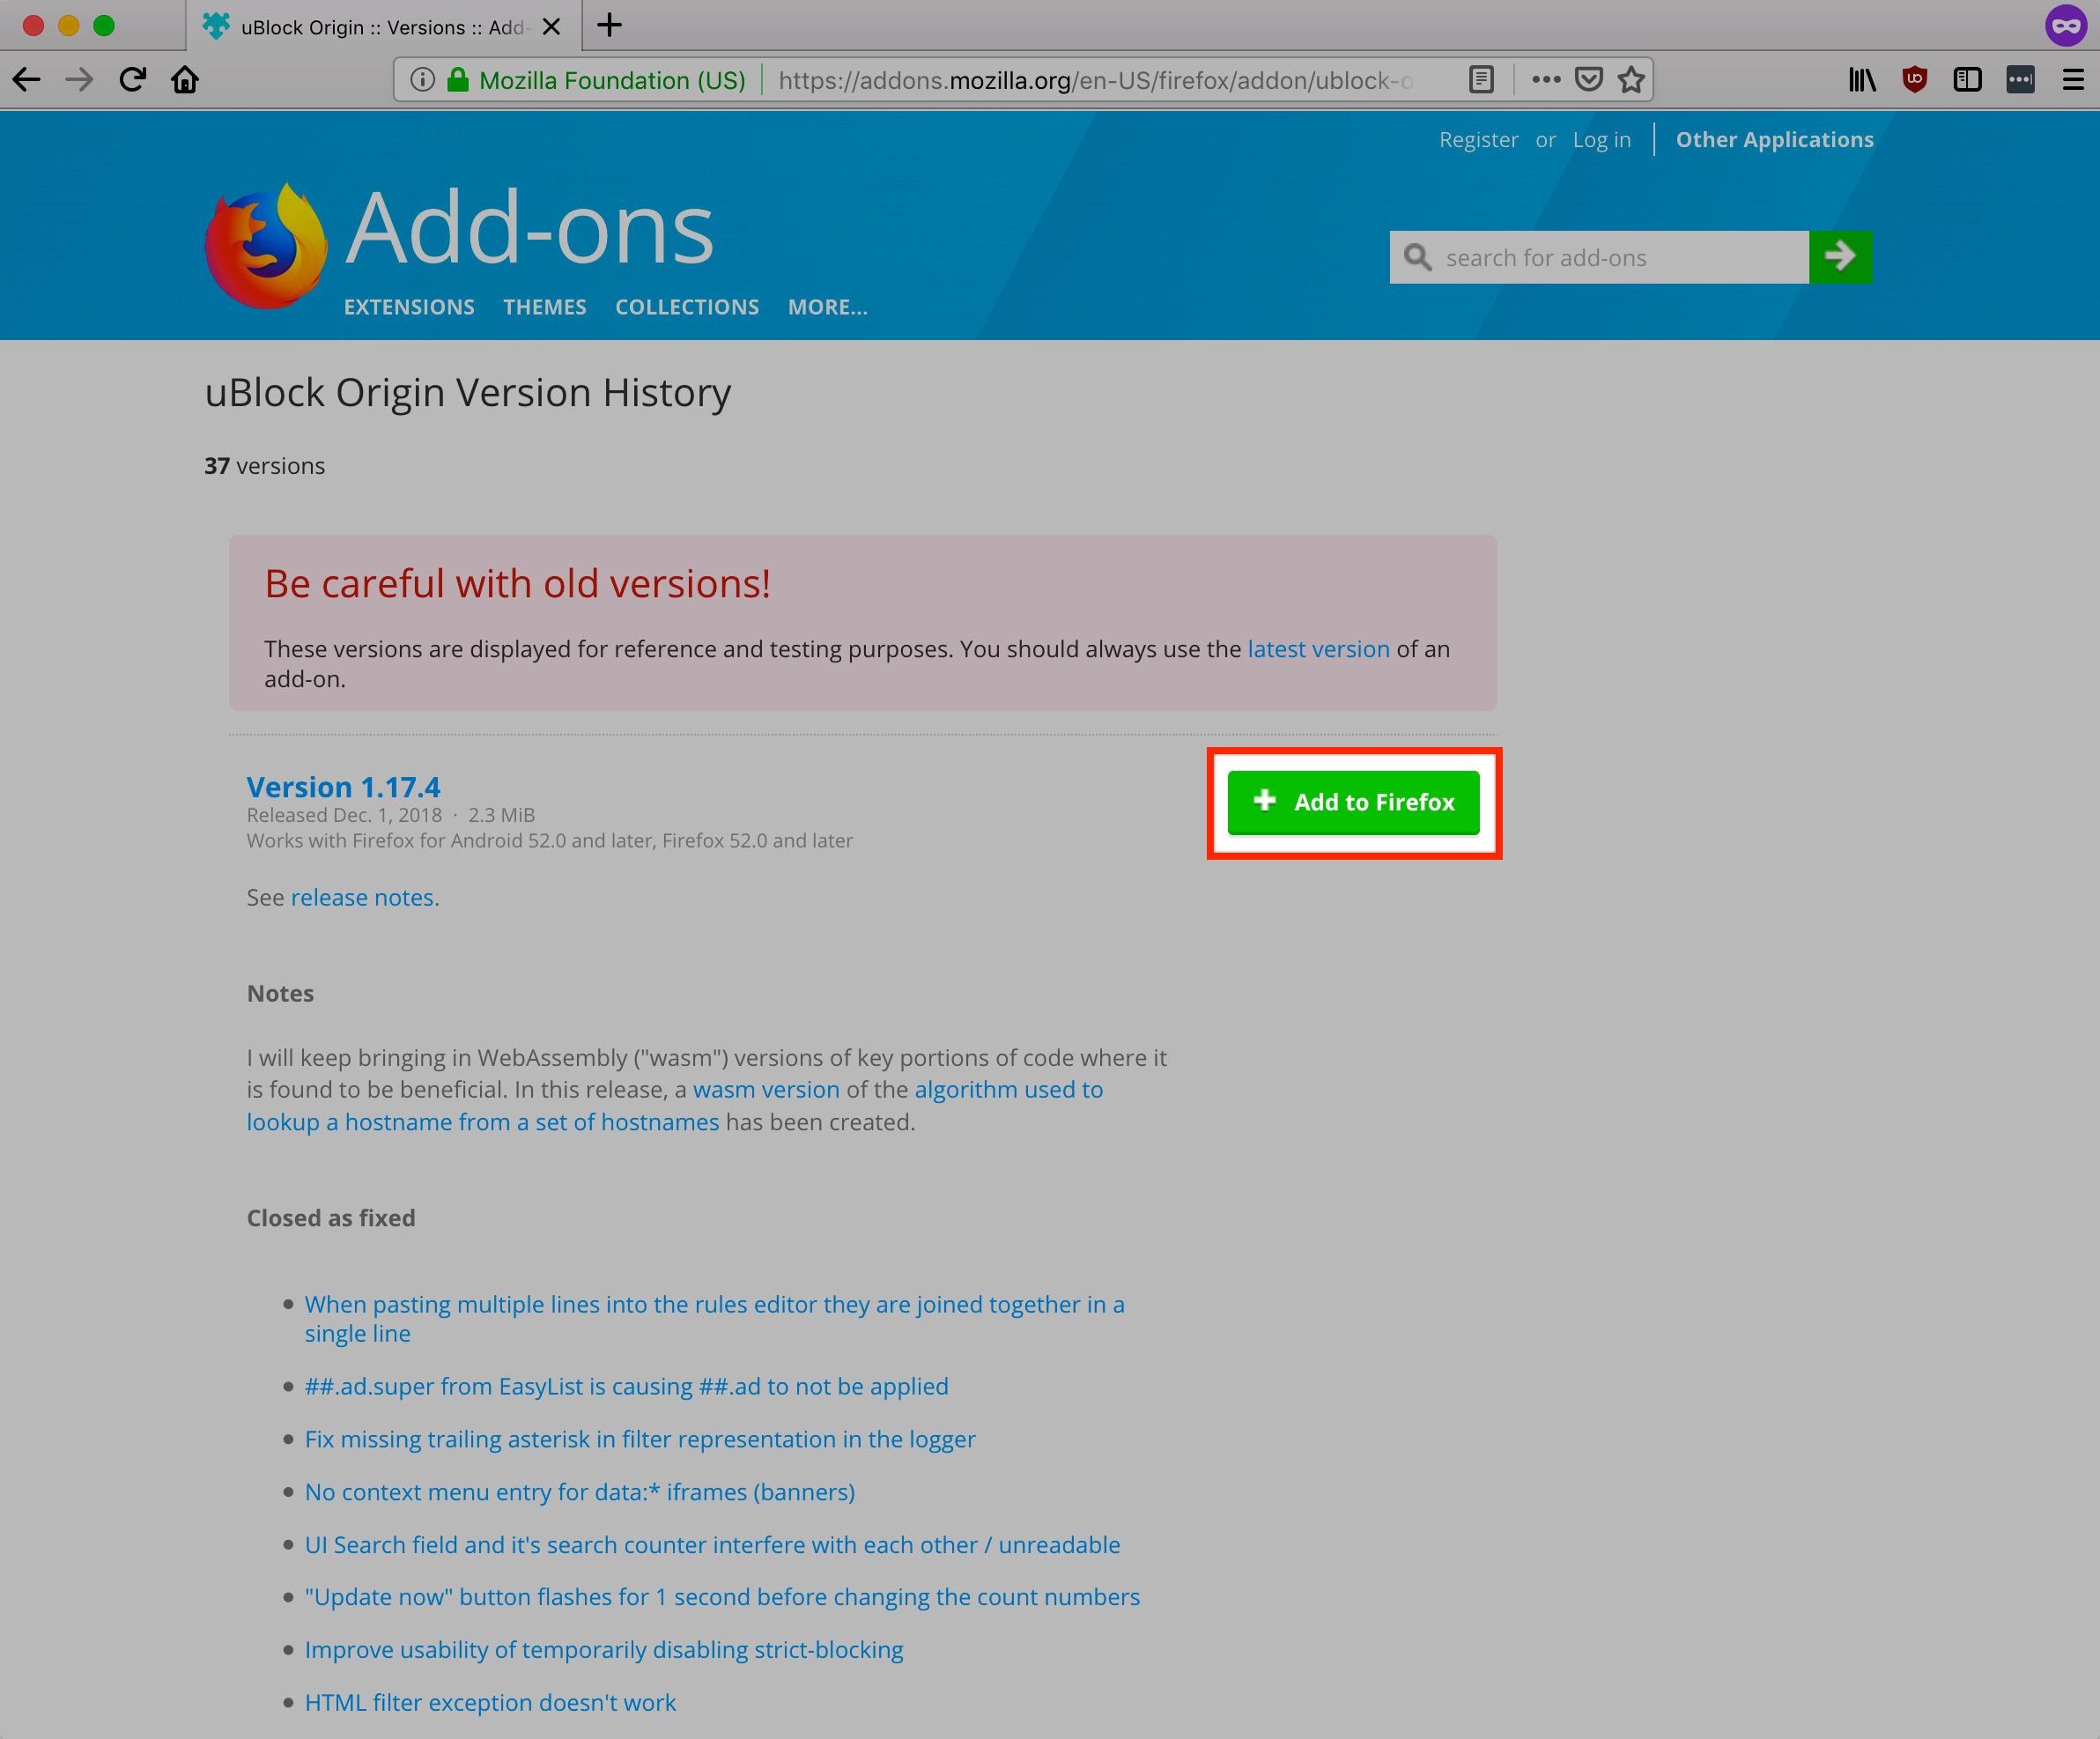 uBlock Origin :: Versions :: Add-
Mozilla Foundation (US) https://addons.mozilla.org/en-US/firefox/addon/ublock-o
Register or Log in Other Applications
Add-ons
search for add-ons
EXTENSIONS THEMES COLLECTIONS MORE...
uBlock Origin Version History
37 versions
Be careful with old versions!
These versions are displayed for reference and testing purposes. You should always use the latest version of an
add-on.
Version 1.17.4
Add to Firefox
Released Dec. 1, 2018 · 2.3 MiB
Works with Firefox for Android 52.0 and later, Firefox 52.0 and later
See release notes.
Notes
I will keep bringing in WebAssembly ("wasm") versions of key portions of code where it
is found to be beneficial. In this release, a wasm version of the algorithm used to
lookup a hostname from a set of hostnames has been created.
Closed as fixed
When pasting multiple lines into the rules editor they are joined together in a
single line
##.ad.super from EasyList is causing ##.ad to not be applied
Fix missing trailing asterisk in filter representation in the logger
No context menu entry for data:* iframes (banners)
UI Search field and it's search counter interfere with each other / unreadable
"Update now" button flashes for 1 second before changing the count numbers
Improve usability of temporarily disabling strict-blocking
HTML filter exception doesn't work